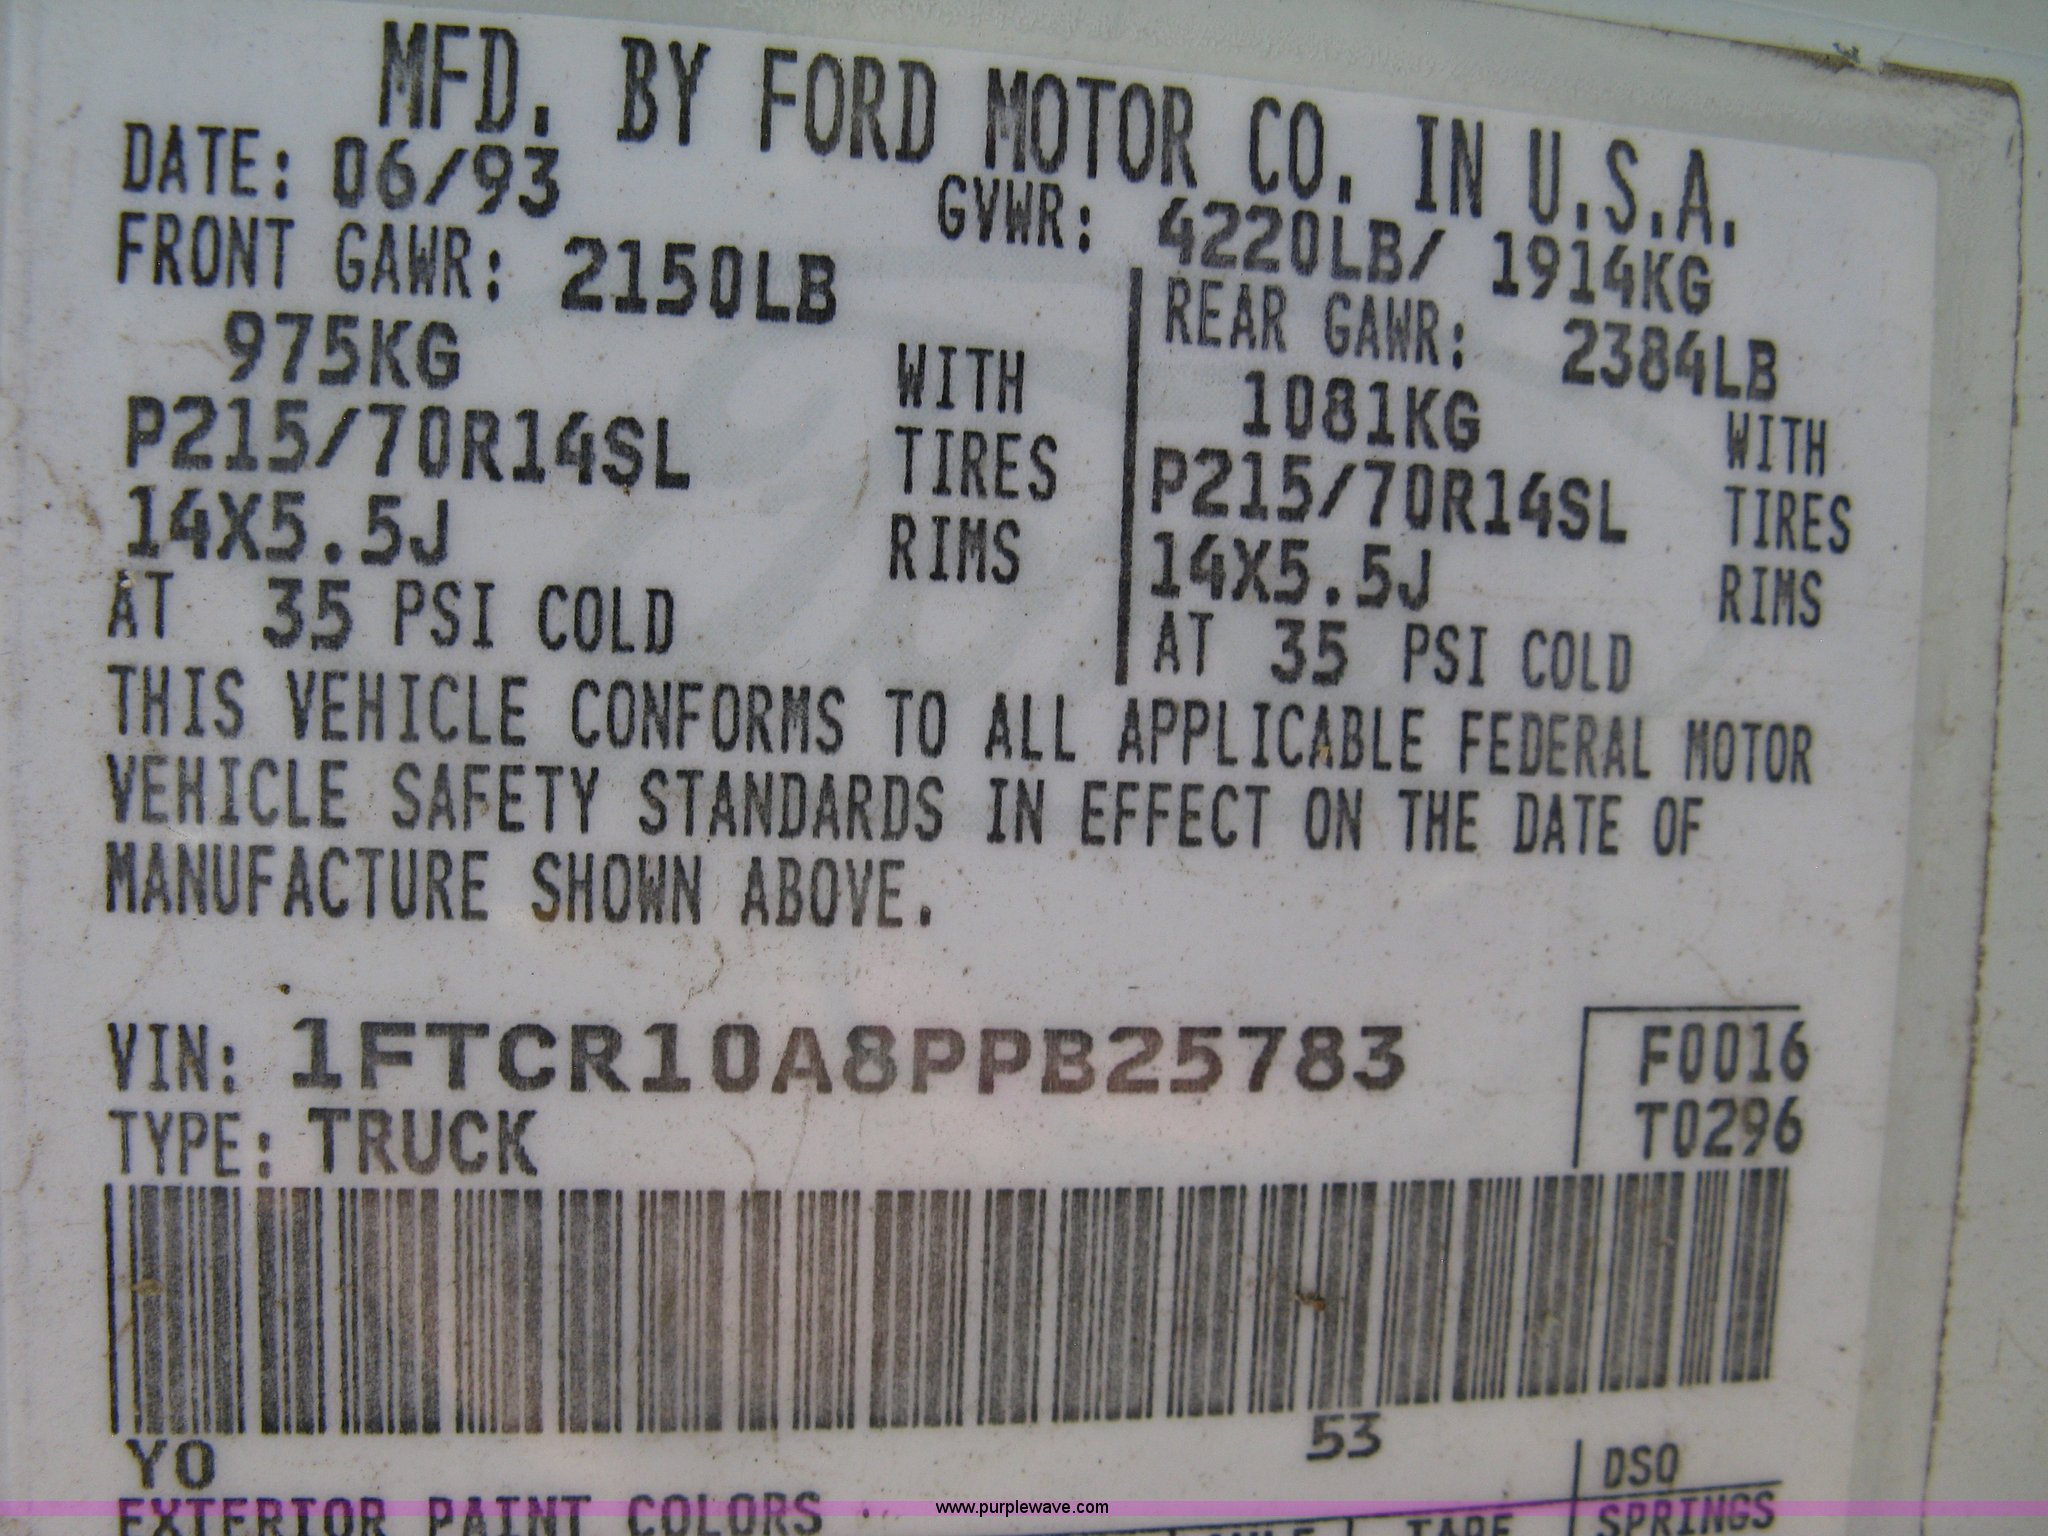 MFD. BY FORD MOTOR CO. IN U.S.A.
DATE: 06/93 GVWR: 4220LB/ 1914KG
FRONT GAWR: 2150LB REAR GAWR: 2384LB
975KG WITH 1081KG WITH
P215/70R14SL TIRES P215/70R14SL TIRES
14X5.5J RIMS 14X5.5J RIMS
AT 35 PSI COLD AT 35 PSI COLD
THIS VEHICLE CONFORMS TO ALL APPLICABLE FEDERAL MOTOR
VEHICLE SAFETY STANDARDS IN EFFECT ON THE DATE OF
MANUFACTURE SHOWN ABOVE.
VIN: 1FTCR10A8PPB25783 F0016
TYPE: TRUCK T0296
YO 53 DSO
EXTERIOR PAINT COLORS SPRINGS
TAPE
www.purplewave.com